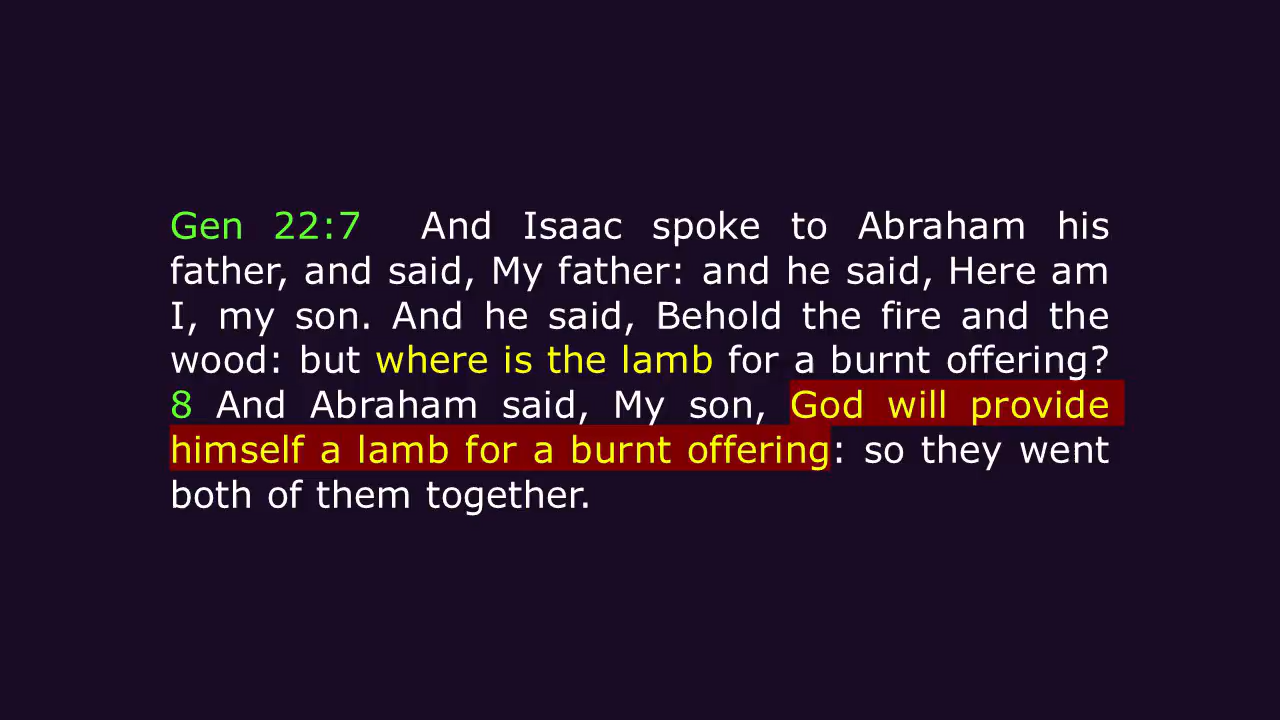 Gen 22:7 And Isaac spoke to Abraham his
father, and said, My father: and he said, Here am
I, my son. And he said, Behold the fire and the
wood: but where is the lamb for a burnt offering?
8 And Abraham said, My son, God will provide
himself a lamb for a burnt offering: so they went
both of them together.